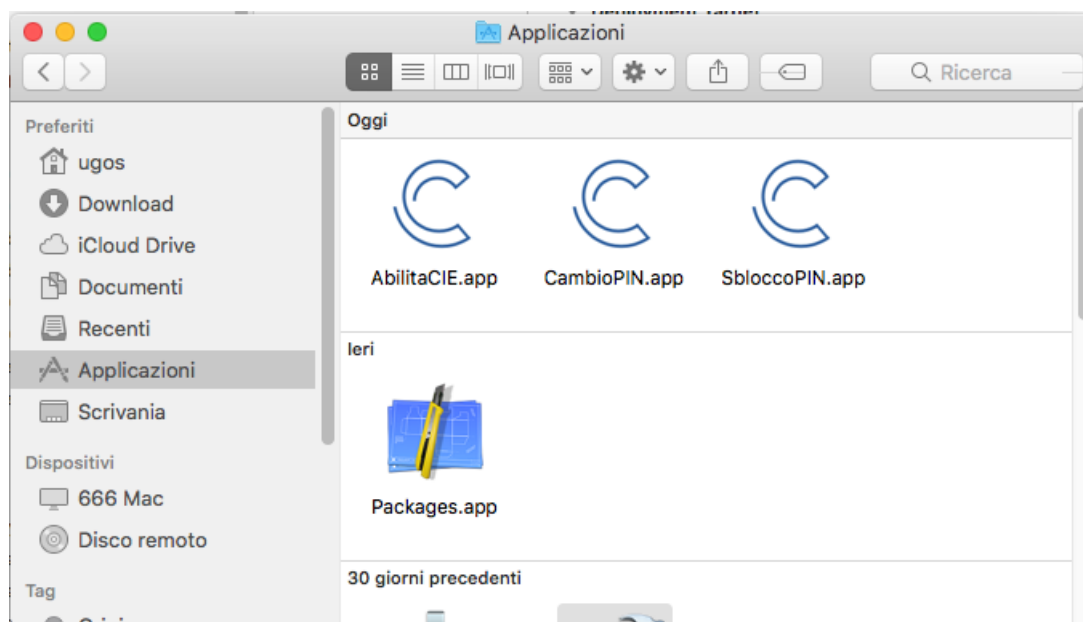 Applicazioni
Ricerca
Preferiti
ugos
Download
iCloud Drive
Documenti
Recenti
Applicazioni
Scrivania
Dispositivi
666 Mac
Disco remoto
Tag
Oggi
AbilitaCIE.app
CambioPIN.app
SbloccoPIN.app
Ieri
Packages.app
30 giorni precedenti